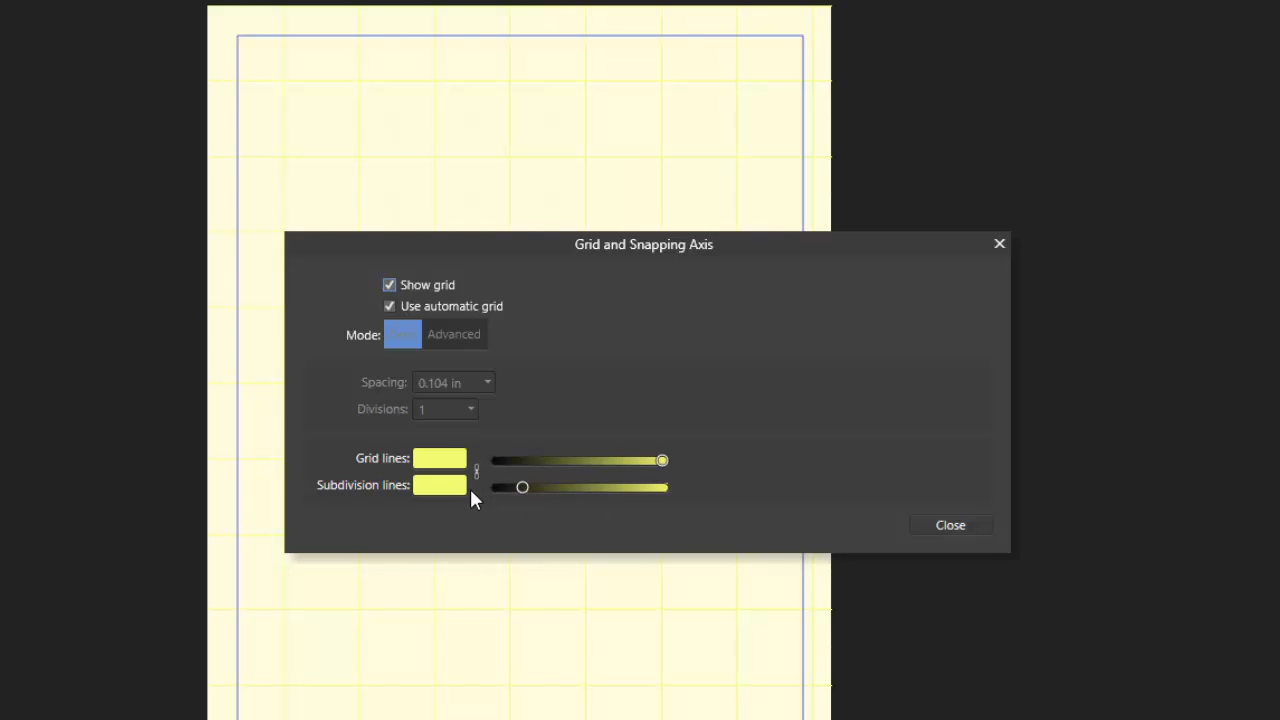 Grid and Snapping Axis
Show grid
Use automatic grid
Mode: Advanced
Spacing: 0.104 in
Divisions: 1
Grid lines:
Subdivision lines:
Close